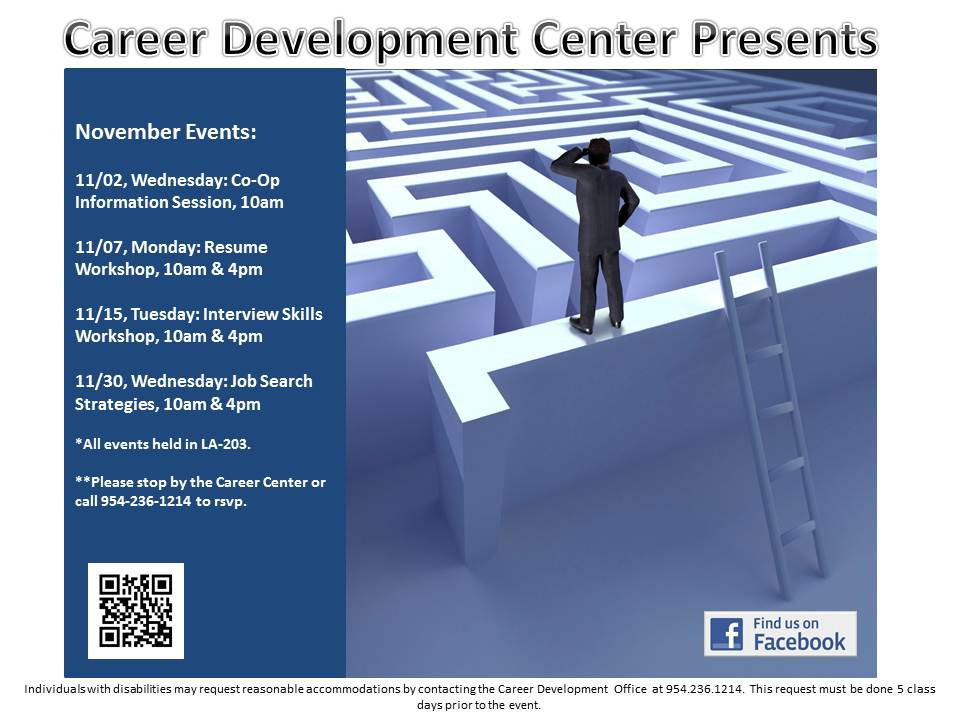 Career Development Center Presents
November Events:
11/02, Wednesday: Co-Op
Information Session, 10am
11/07, Monday: Resume
Workshop, 10am & 4pm
11/15, Tuesday: Interview Skills
Workshop, 10am & 4pm
11/30, Wednesday: Job Search
Strategies, 10am & 4pm
*All events held in LA-203.
**Please stop by the Career Center or
call 954-236-1214 to rsvp.
f Find us on
Facebook
Individuals with disabilities may request reasonable accommodations by contacting the Career Development Office at 954.236.1214. This request must be done 5 class
days prior to the event.